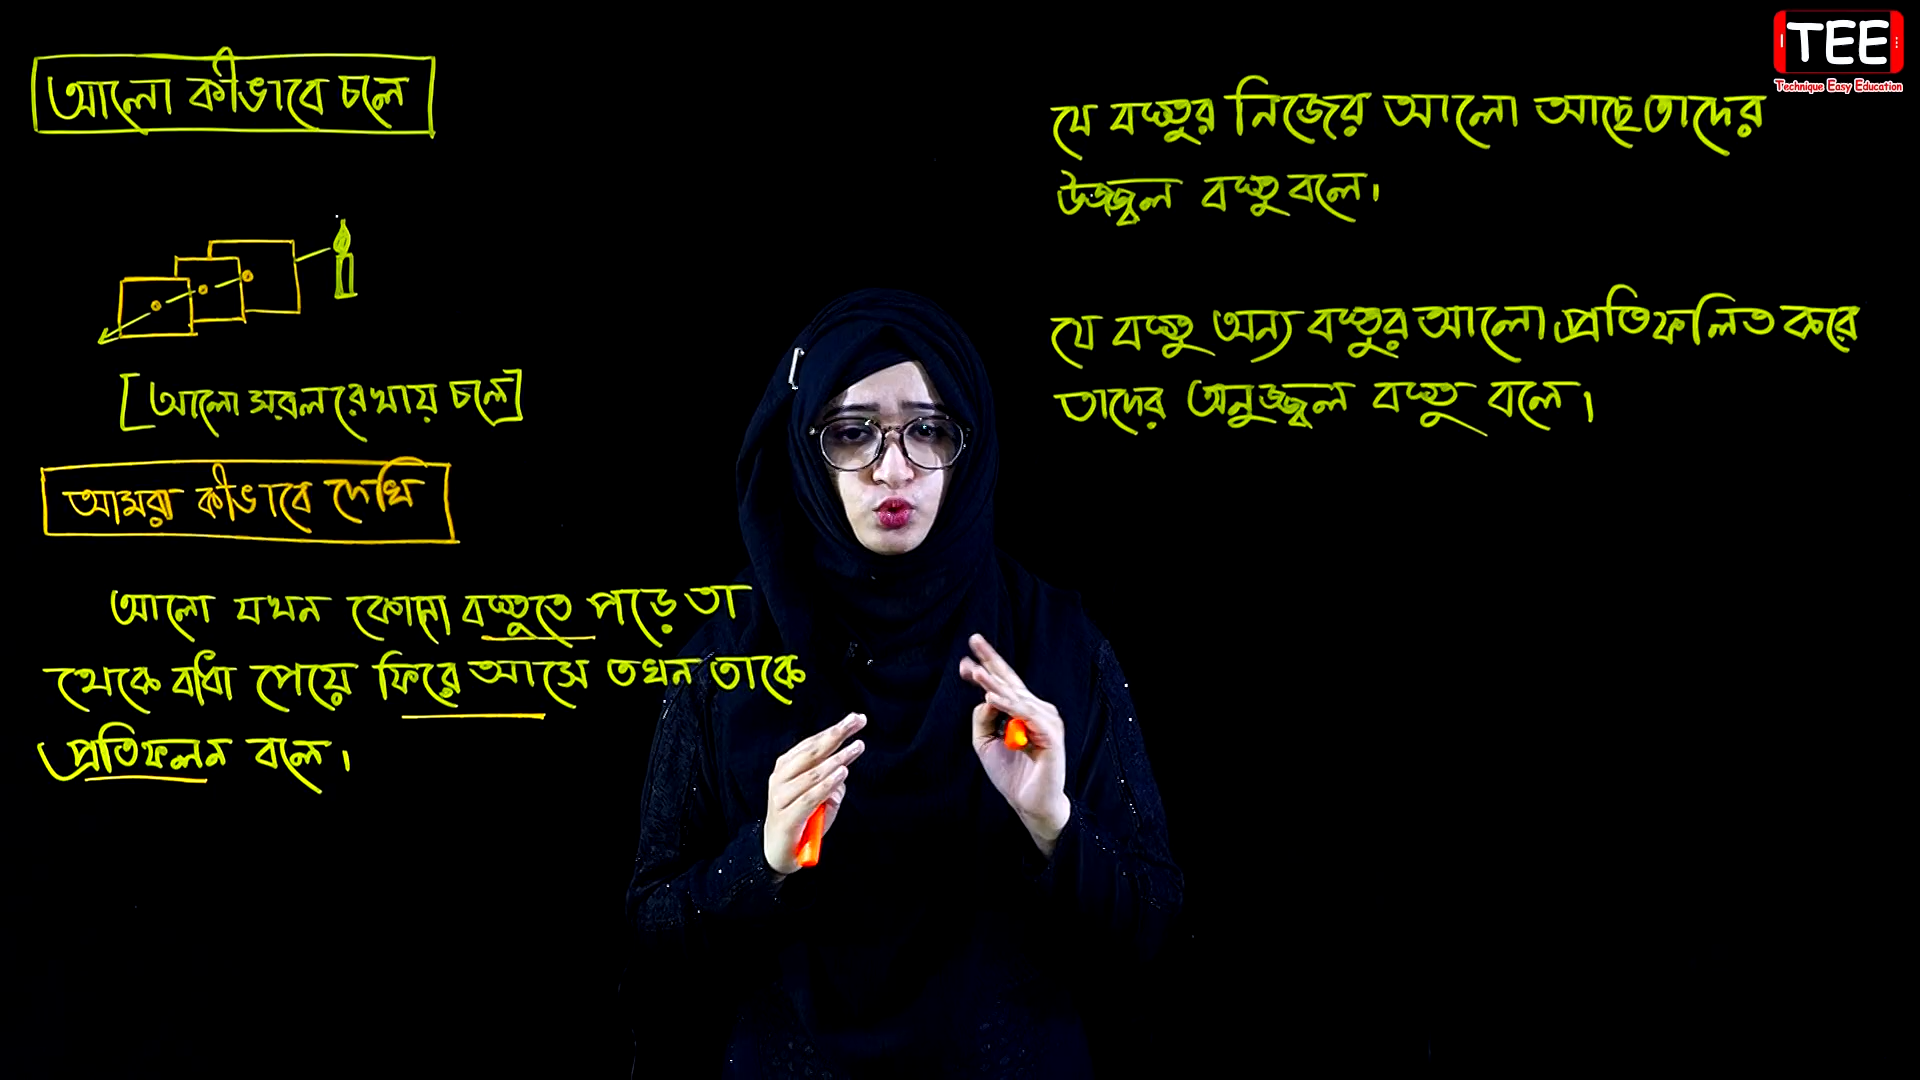 আলো কীভাবে চলে
[আলো সরল রেখায় চলে]
আমরা কীভাবে দেখি
আলো যখন কোনো বস্তুতে পড়ে তা
থেকে বাধা পেয়ে ফিরে আসে তখন তাকে
প্রতিফলন বলে।
TEE
Technique Easy Education
যে বস্তুর নিজের আলো আছে তাদের
উজ্জ্বল বস্তু বলে।
যে বস্তু অন্য বস্তুর আলো প্রতিফলিত করে
তাদের অনুজ্জ্বল বস্তু বলে।